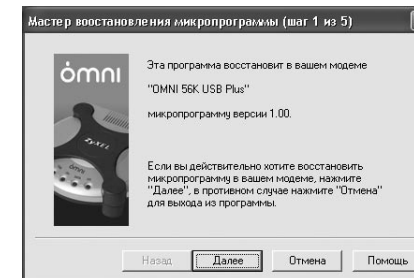 Мастер воостановления микропрограммы (шаг 1 из 5)
ómni
Эта программа восстановит в вашем модеме
"OMNI 56K USB Plus"
микропрограмму версии 1.00.
ZyXEL
omni
Если вы действительно хотите восстановить
микропрограмму в вашем модеме, нажмите
"Далее", в противном случае нажмите "Отмена"
для выхода из программы.
Назад Далее Отмена Помощь